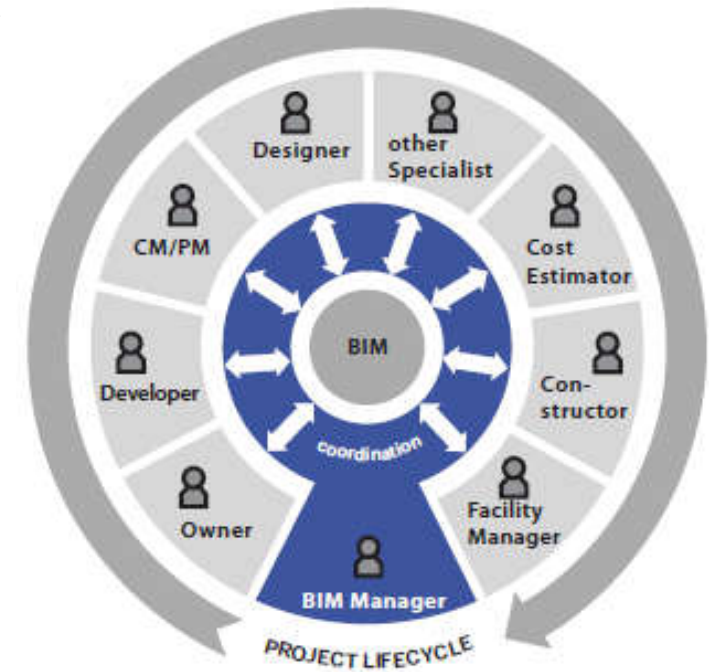 Designer
other
Specialist
CM/PM
Cost
Estimator
BIM
Developer
Con-
structor
coordination
Owner
Facility
Manager
BIM Manager
PROJECT LIFECYCLE